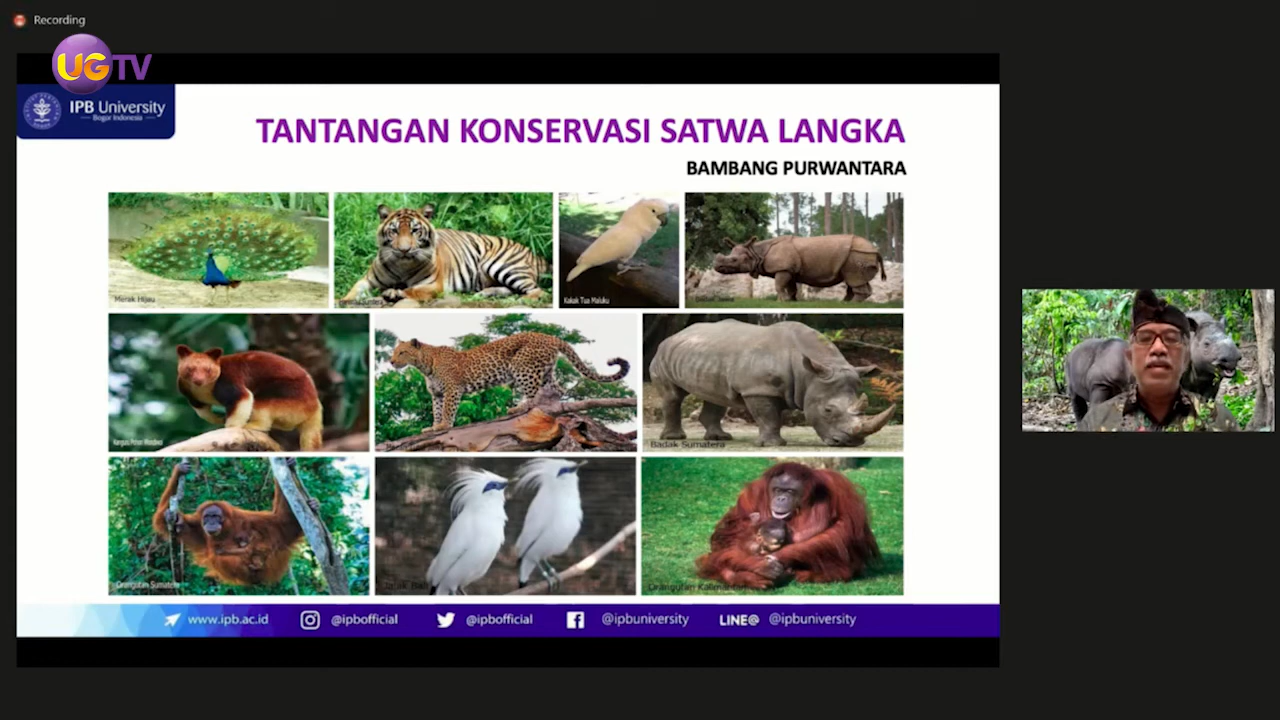 Recording
UGTV
IPB University
Bogor Indonesia
TANTANGAN KONSERVASI SATWA LANGKA
BAMBANG PURWANTARA
Merak Hijau
Kakak Tua Maluku
Badak Sumatera
Orangutan Sumatera
Orangutan Kalimantan
www.ipb.ac.id
@ipbofficial
@ipbofficial
@ipbuniversity
LINE@ @ipbuniversity